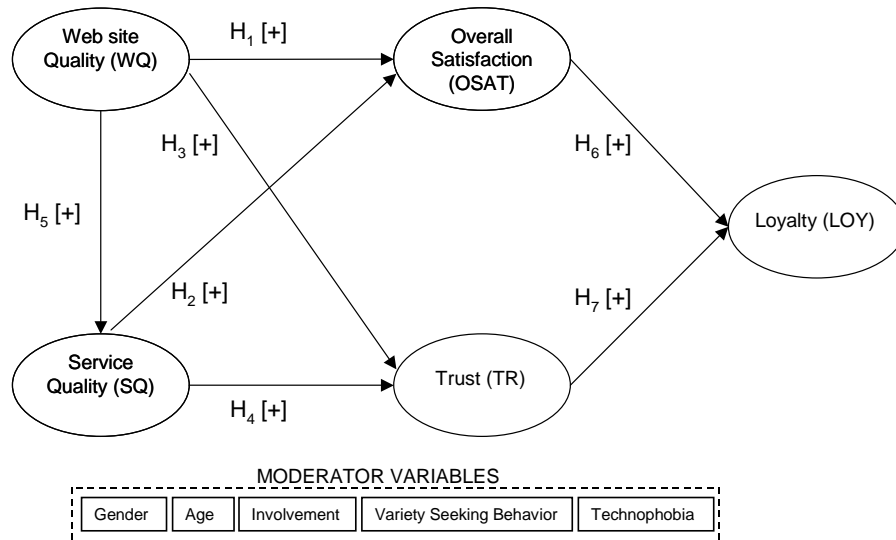 Web site
Quality (WQ)
H1 [+]
Overall
Satisfaction
(OSAT)
H3 [+]
H6 [+]
H5 [+]
Loyalty (LOY)
H2 [+]
H7 [+]
Service
Quality (SQ)
Trust (TR)
H4 [+]
MODERATOR VARIABLES
Gender
Age
Involvement
Variety Seeking Behavior
Technophobia